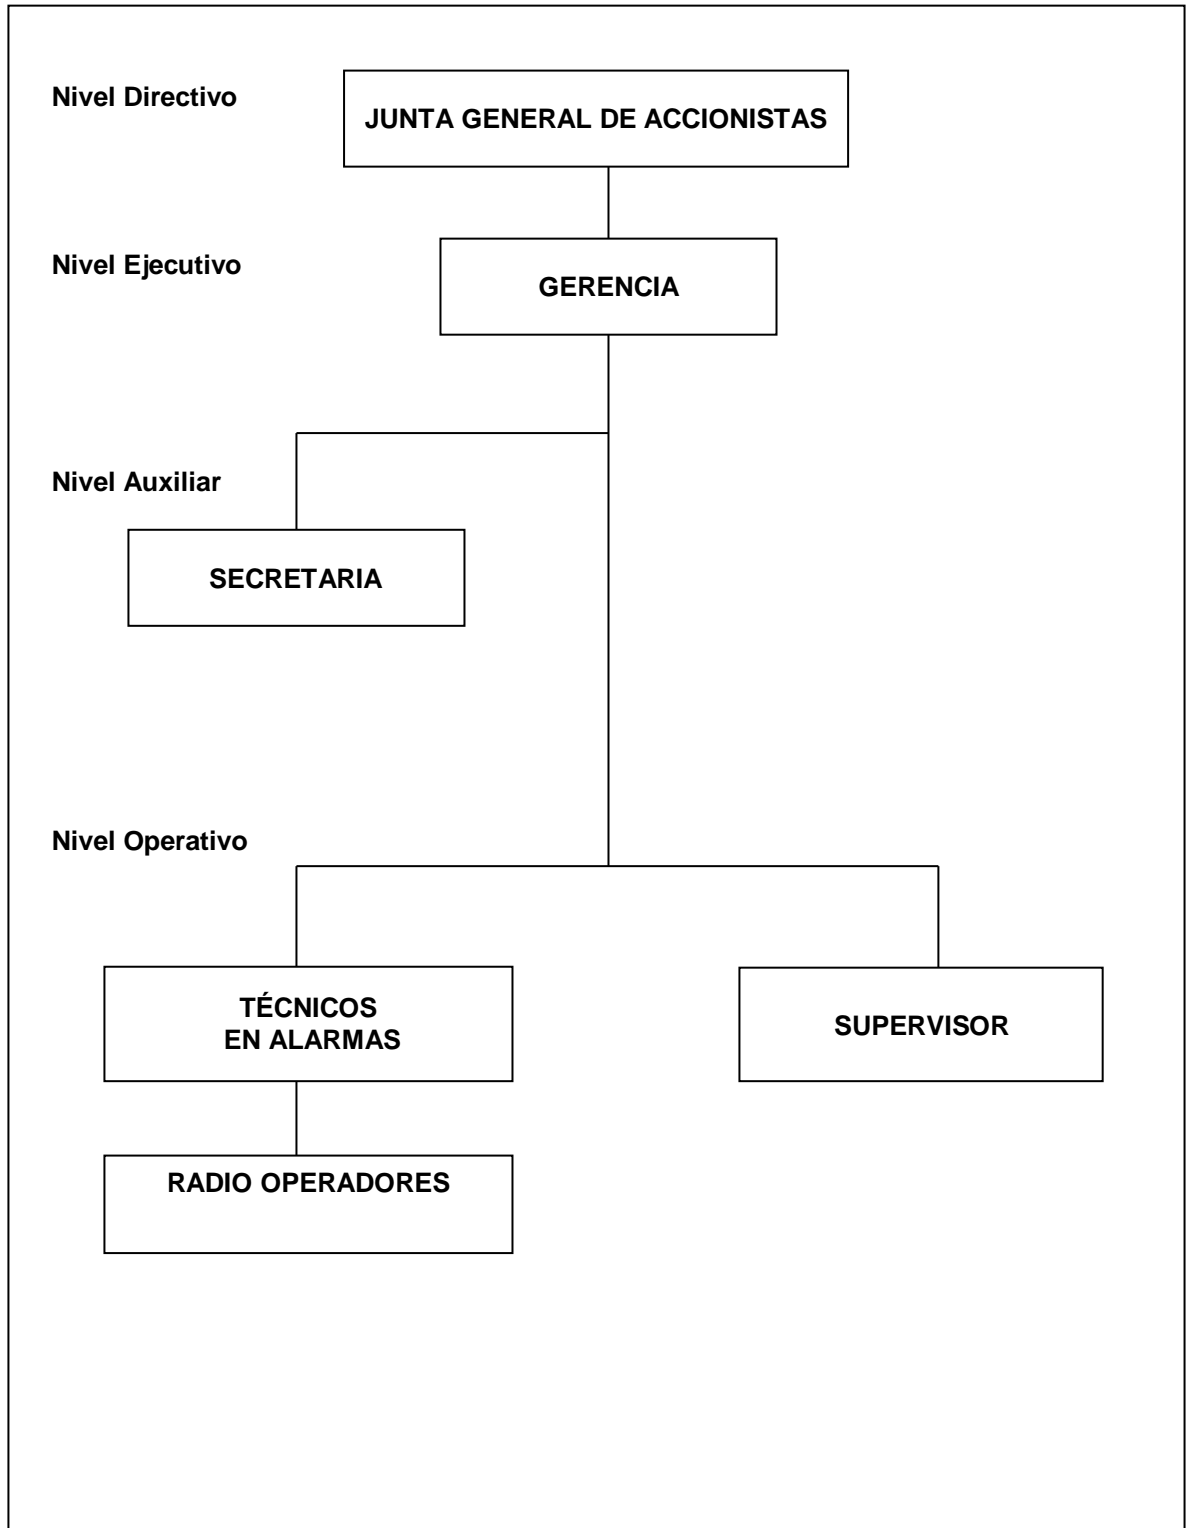 Nivel Directivo
JUNTA GENERAL DE ACCIONISTAS
Nivel Ejecutivo
GERENCIA
Nivel Auxiliar
SECRETARIA
Nivel Operativo
TÉCNICOS
EN ALARMAS
SUPERVISOR
RADIO OPERADORES